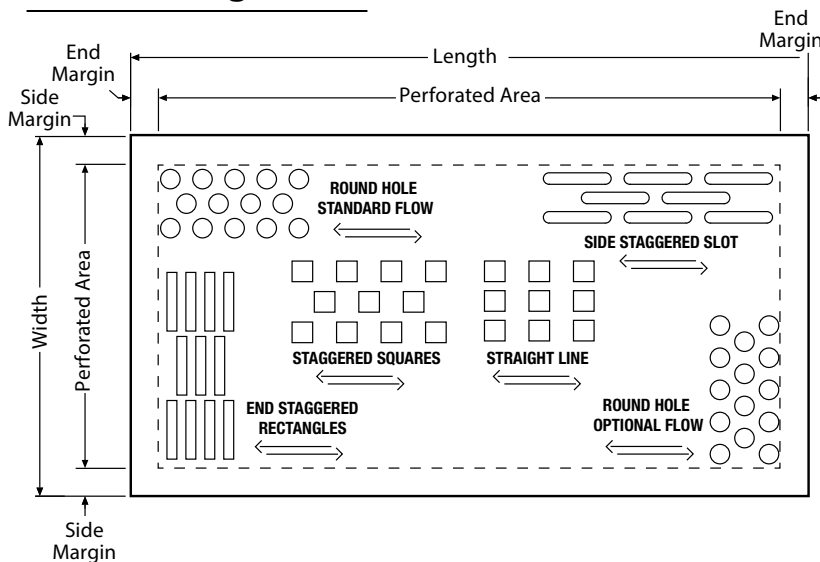 End
Margin
Length
End
Margin
Perforated Area
Side
Margin
ROUND HOLE
STANDARD FLOW
SIDE STAGGERED SLOT
Width
Perforated Area
STAGGERED SQUARES
STRAIGHT LINE
END STAGGERED
RECTANGLES
ROUND HOLE
OPTIONAL FLOW
Side
Margin